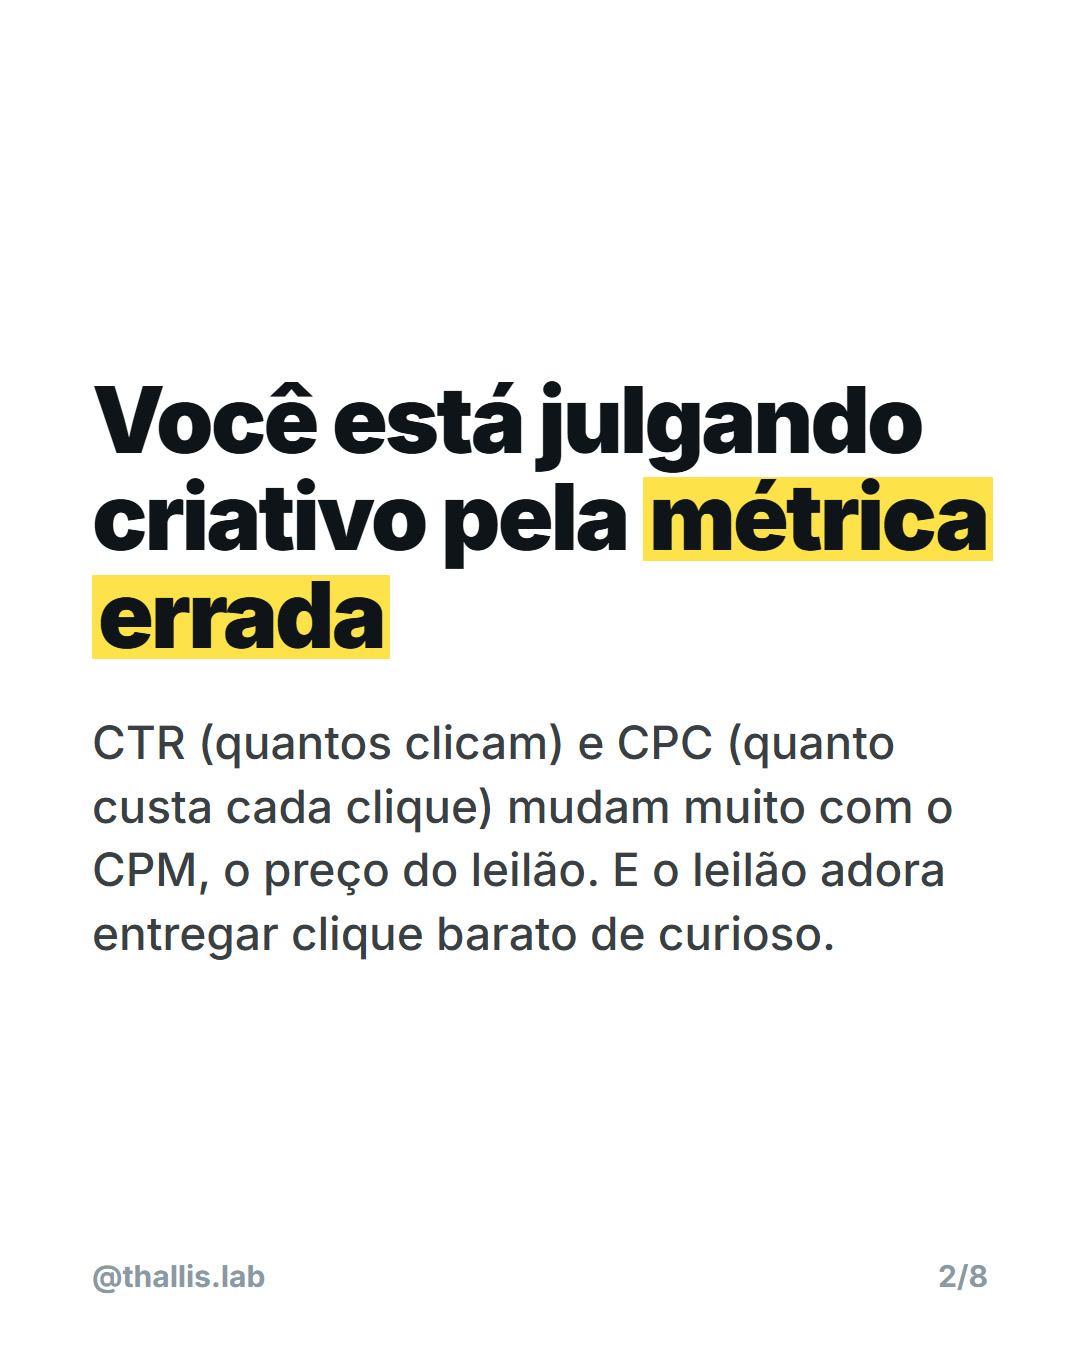 Você está julgando
criativo pela métrica
errada
CTR (quantos clicam) e CPC (quanto
custa cada clique) mudam muito com o
CPM, o preço do leilão. E o leilão adora
entregar clique barato de curioso.
@thallis.lab
2/8